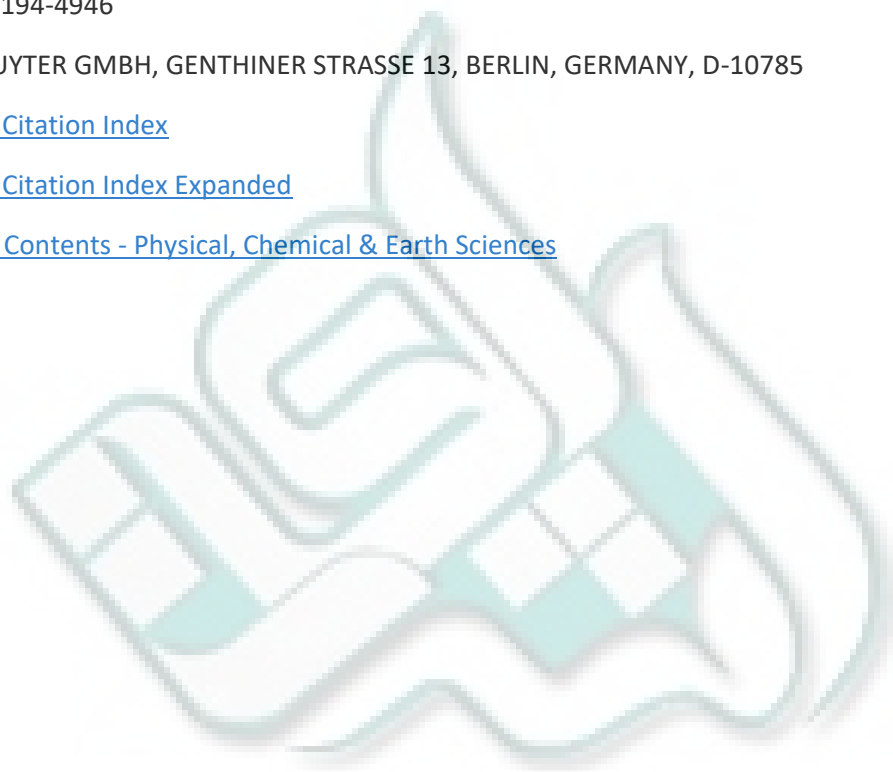 194-4946
UYTER GMBH, GENTHINER STRASSE 13, BERLIN, GERMANY, D-10785
Citation Index
Citation Index Expanded
Contents - Physical, Chemical & Earth Sciences